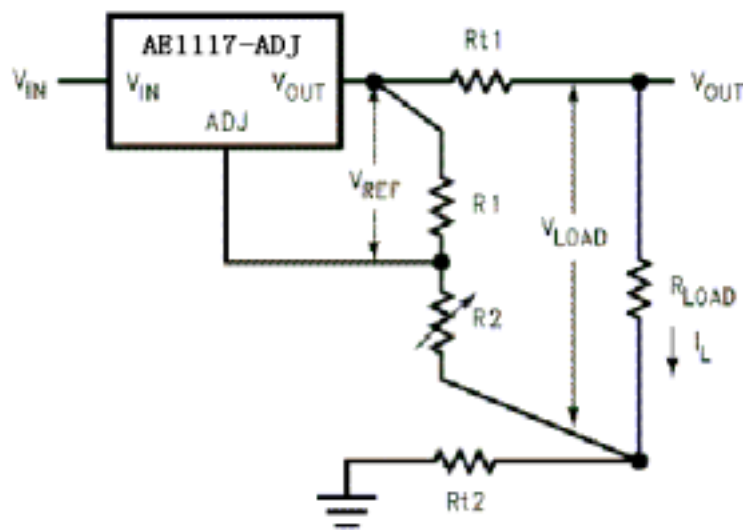 AE1117-ADJ
Rt1
VIN
VIN
VOUT
VOUT
ADJ
VREF
R1
VLOAD
RLOAD
R2
IL
Rt2